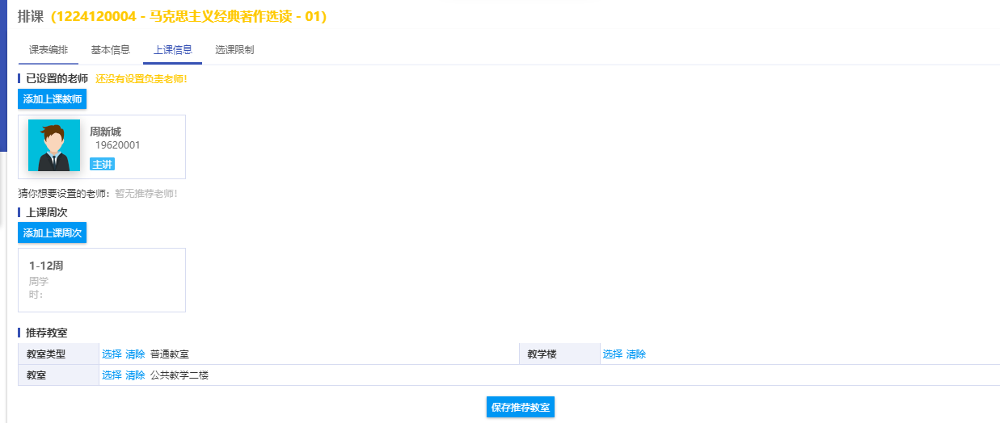 排课 (1224120004 - 马克思主义经典著作选读 - 01)
课表编排 基本信息 上课信息 选课限制
已设置的老师 还没有设置负责老师!
添加上课教师
周新城
19620001
主讲
猜你想要设置的老师：暂无推荐老师!
上课周次
添加上课周次
1-12周
周学
时：
推荐教室
教室类型 选择 清除 普通教室 教学楼 选择 清除
教室 选择 清除 公共教学二楼
保存推荐教室